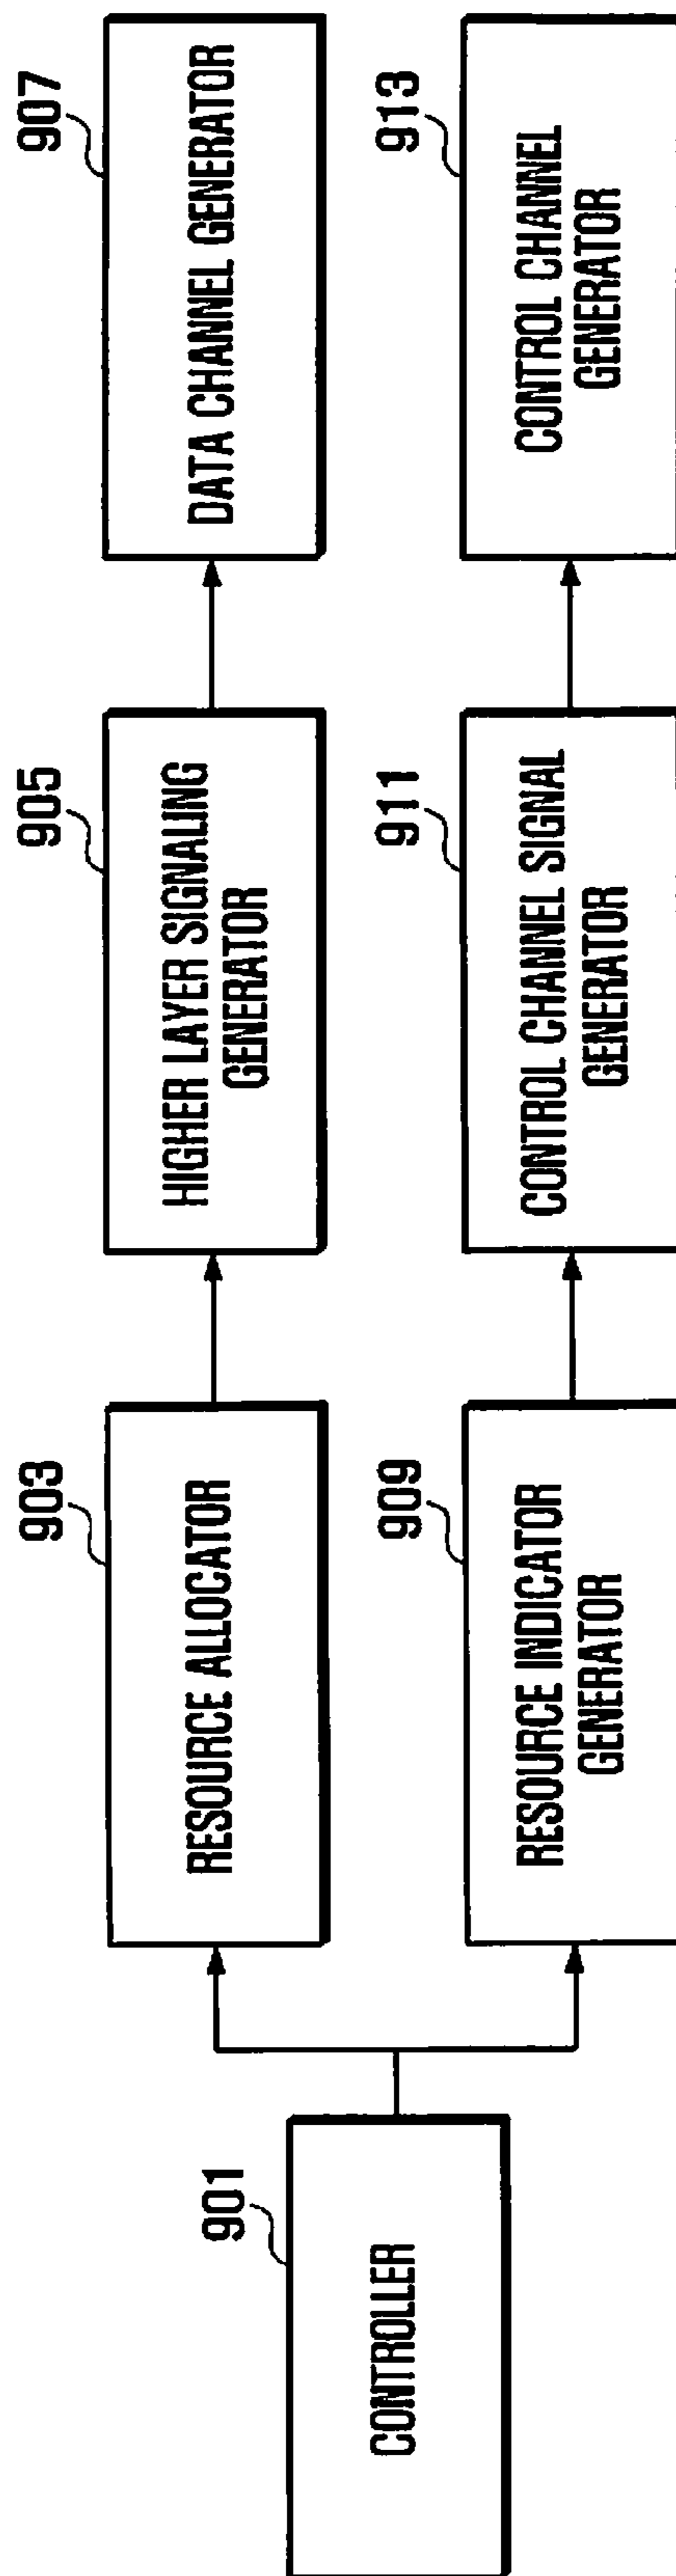 901
CONTROLLER
903
RESOURCE ALLOCATOR
905
HIGHER LAYER SIGNALING
GENERATOR
907
DATA CHANNEL GENERATOR
909
RESOURCE INDICATOR
GENERATOR
911
CONTROL CHANNEL SIGNAL
GENERATOR
913
CONTROL CHANNEL
GENERATOR